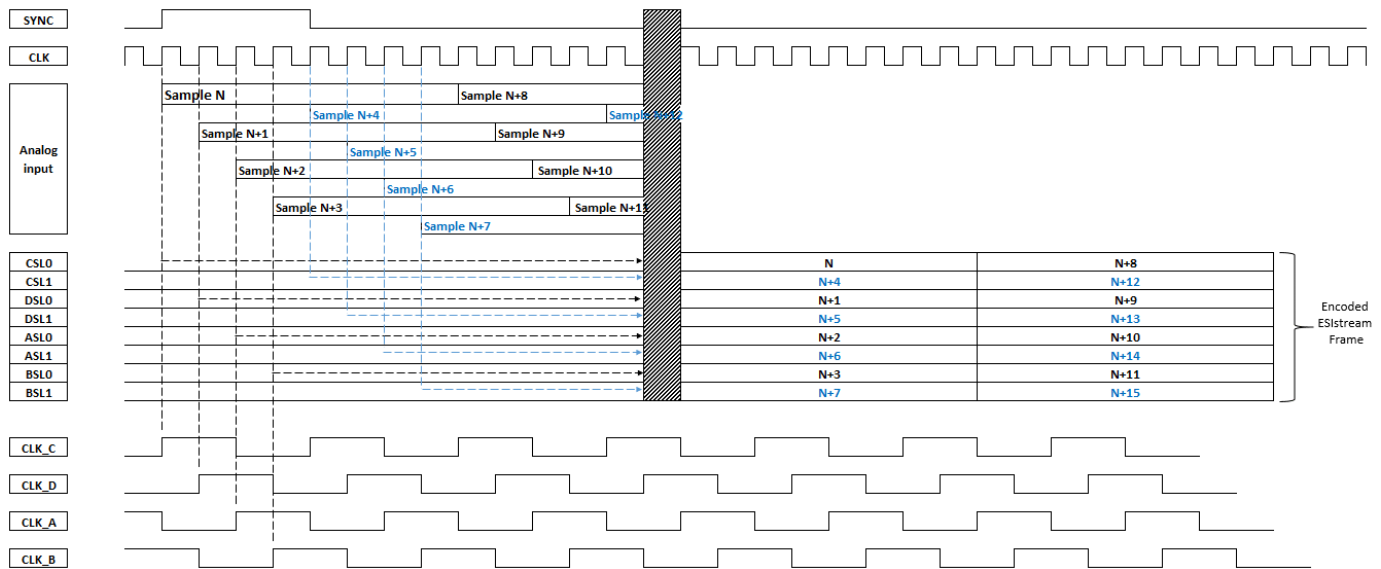 SYNC
CLK
Analog
input
Sample N
Sample N+8
Sample N+4
Sample N+12
Sample N+1
Sample N+9
Sample N+5
Sample N+2
Sample N+10
Sample N+6
Sample N+3
Sample N+11
Sample N+7
CSL0 N N+8
CSL1 N+4 N+12
DSL0 N+1 N+9
DSL1 N+5 N+13
ASL0 N+2 N+10
ASL1 N+6 N+14
BSL0 N+3 N+11
BSL1 N+7 N+15
Encoded
ESIstream
Frame
CLK_C
CLK_D
CLK_A
CLK_B